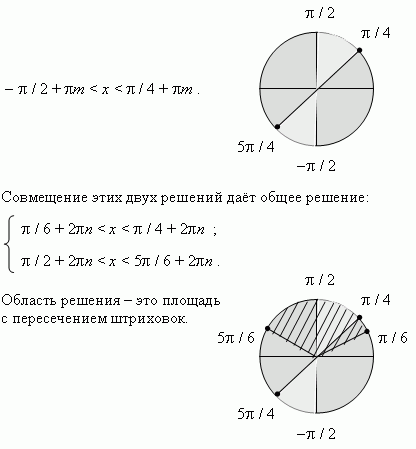 π / 2
π / 4
– π / 2 + πm < x < π / 4 + πm .
5π / 4
–π / 2
Совмещение этих двух решений даёт общее решение:
π / 6 + 2πn < x < π / 4 + 2πn ;
π / 2 + 2πn < x < 5π / 6 + 2πn .
π / 2
Область решения – это площадь
с пересечением штриховок.
π / 4
5π / 6
π / 6
5π / 4
–π / 2